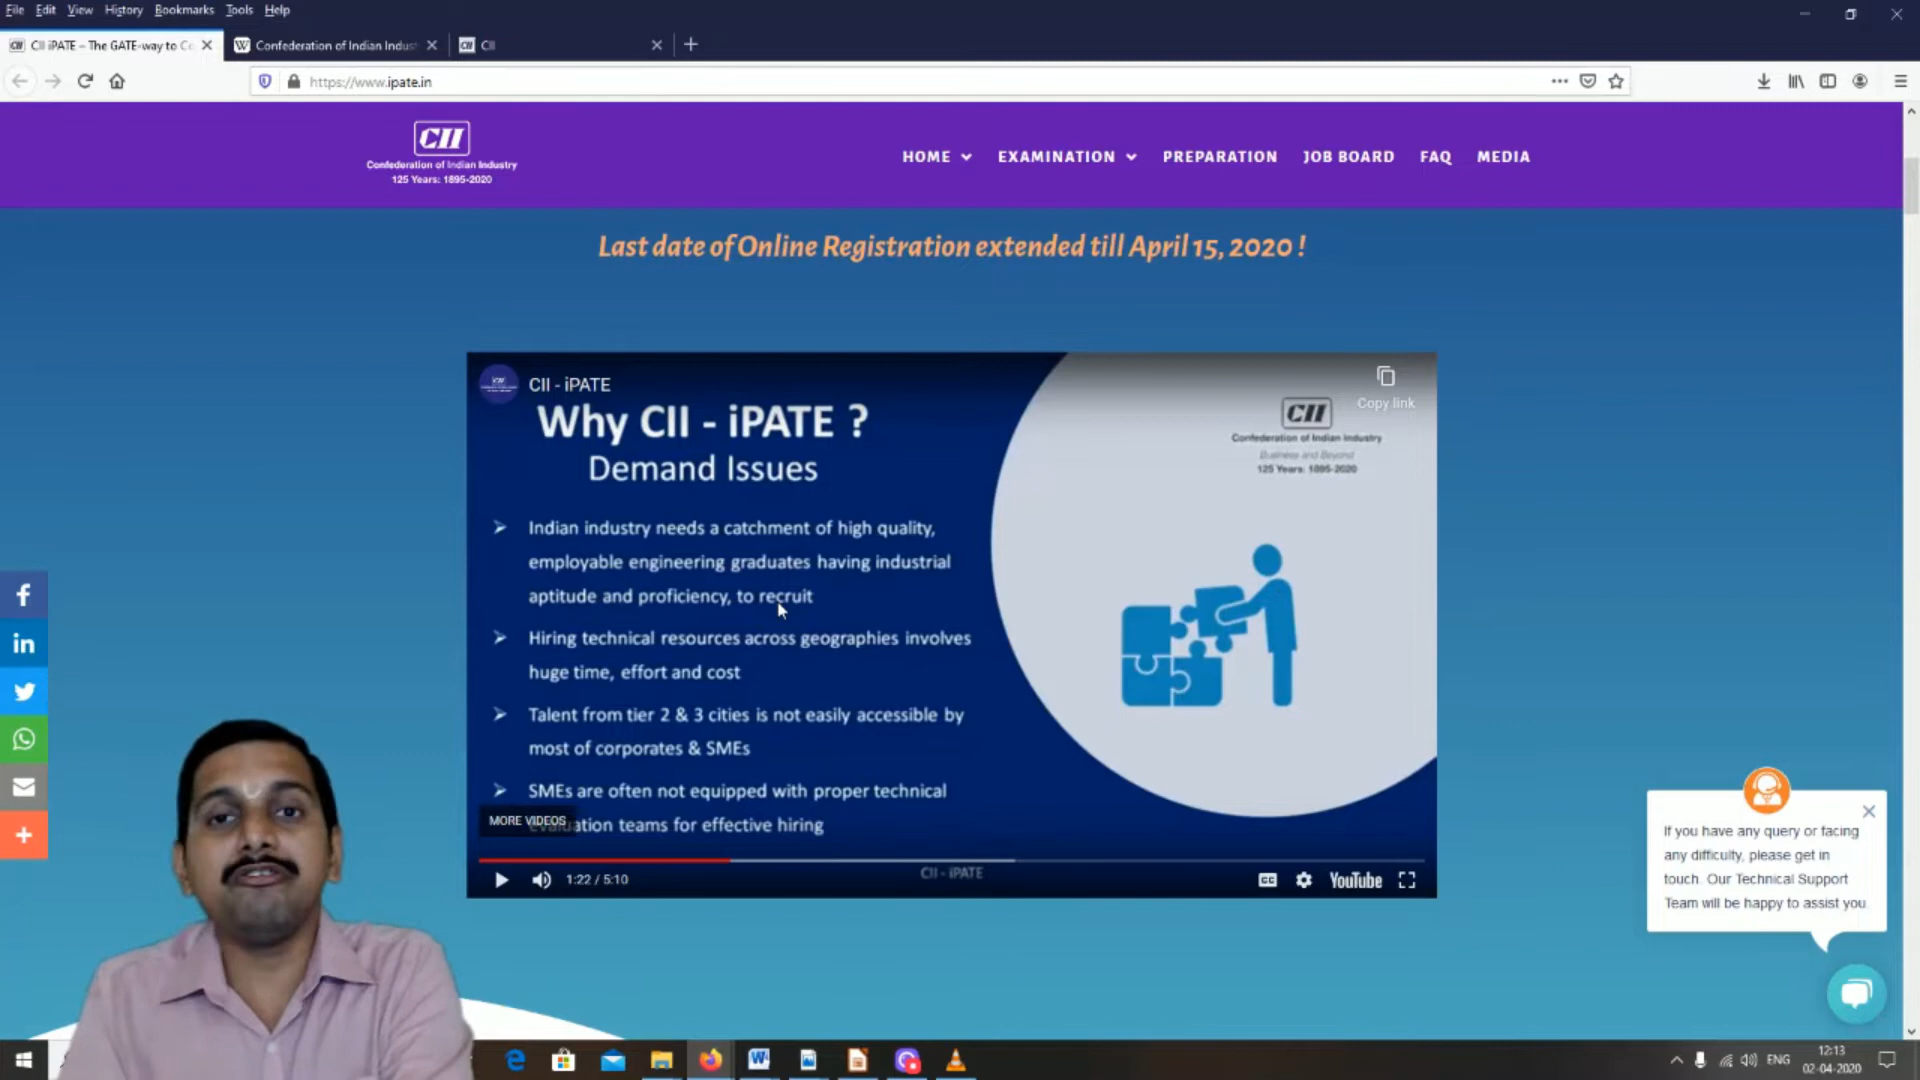 File Edit View History Bookmarks Tools Help
CII iPATE – The GATE-way to Ce
Confederation of Indian Indus
CII
https://www.ipate.in
CII
Confederation of Indian Industry
125 Years: 1895-2020
HOME EXAMINATION PREPARATION JOB BOARD FAQ MEDIA
Last date of Online Registration extended till April 15, 2020 !
CII - iPATE
Copy link
Why CII - iPATE ?
Demand Issues
CII
Confederation of Indian Industry
Business and Beyond
125 Years: 1895-2020
Indian industry needs a catchment of high quality,
employable engineering graduates having industrial
aptitude and proficiency, to recruit
Hiring technical resources across geographies involves
huge time, effort and cost
Talent from tier 2 & 3 cities is not easily accessible by
most of corporates & SMEs
SMEs are often not equipped with proper technical
evaluation teams for effective hiring
MORE VIDEOS
CII - iPATE
1:22 / 5:10
CC
YouTube
If you have any query or facing
any difficulty, please get in
touch. Our Technical Support
Team will be happy to assist you
ENG
12:13
02-04-2020